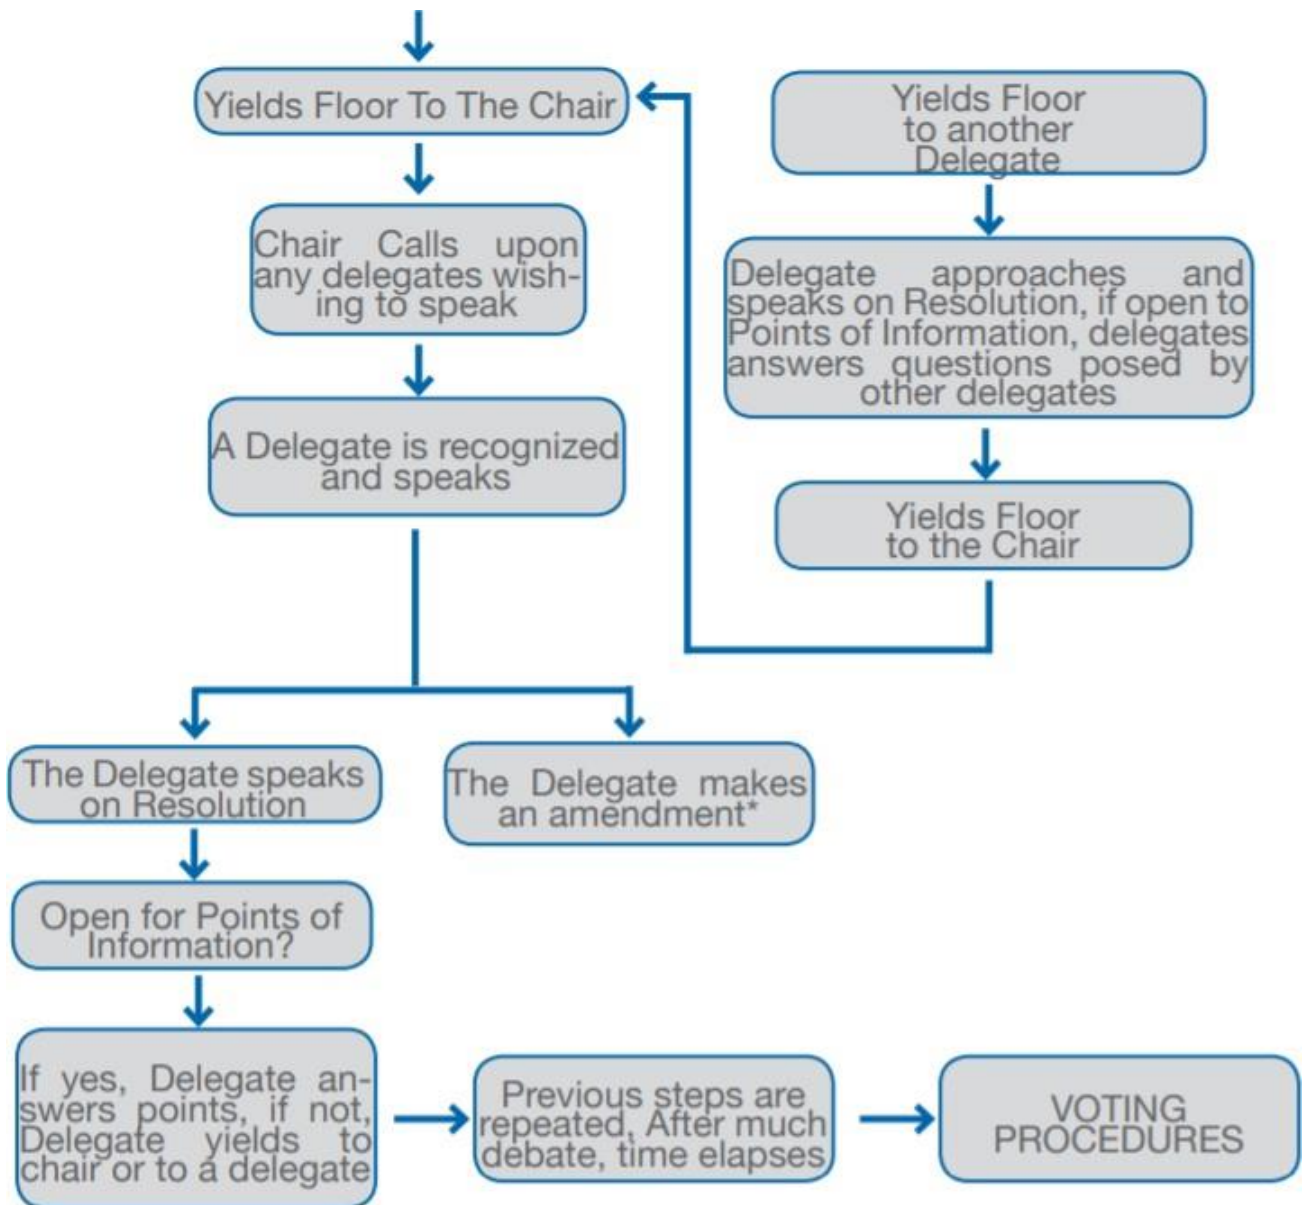 Yields Floor To The Chair
Chair Calls upon
any delegates wish-
ing to speak
A Delegate is recognized
and speaks
Yields Floor
to another
Delegate
Delegate approaches and
speaks on Resolution, if open to
Points of Information, delegates
answers questions posed by
other delegates
Yields Floor
to the Chair
The Delegate speaks
on Resolution
The Delegate makes
an amendment*
Open for Points of
Information?
If yes, Delegate an-
swers points, if not,
Delegate yields to
chair or to a delegate
Previous steps are
repeated, After much
debate, time elapses
VOTING
PROCEDURES